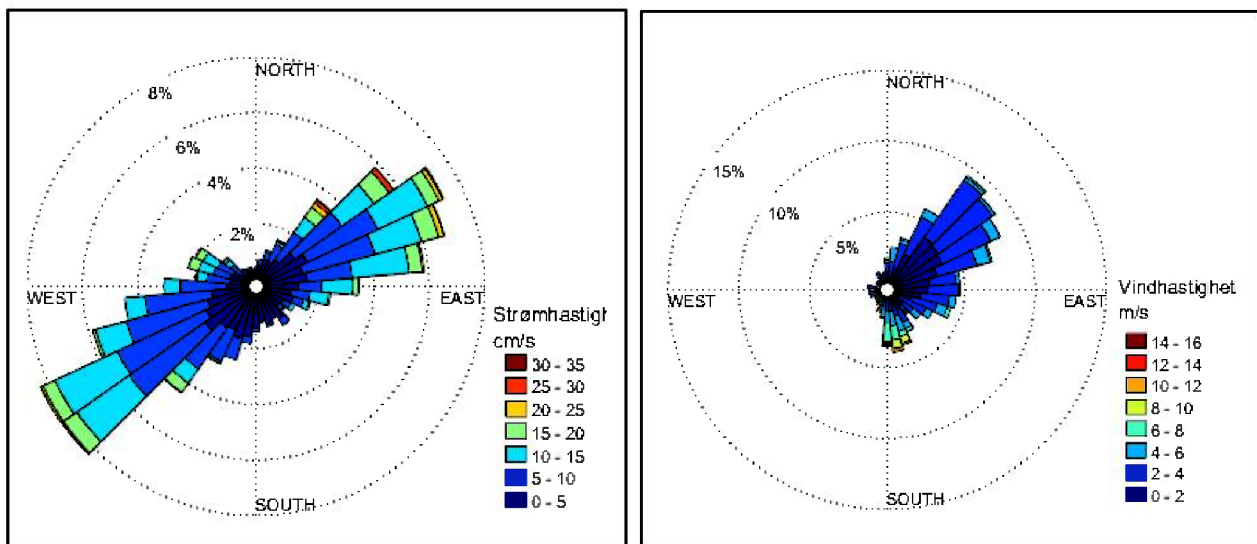 NORTH
8%
6%
4%
2%
WEST
EAST
SOUTH
Strømhastigh
cm/s
30 - 35
25 - 30
20 - 25
15 - 20
10 - 15
5 - 10
0 - 5
NORTH
15%
10%
5%
WEST
EAST
SOUTH
Vindhastighet
m/s
14 - 16
12 - 14
10 - 12
8 - 10
6 - 8
4 - 6
2 - 4
0 - 2